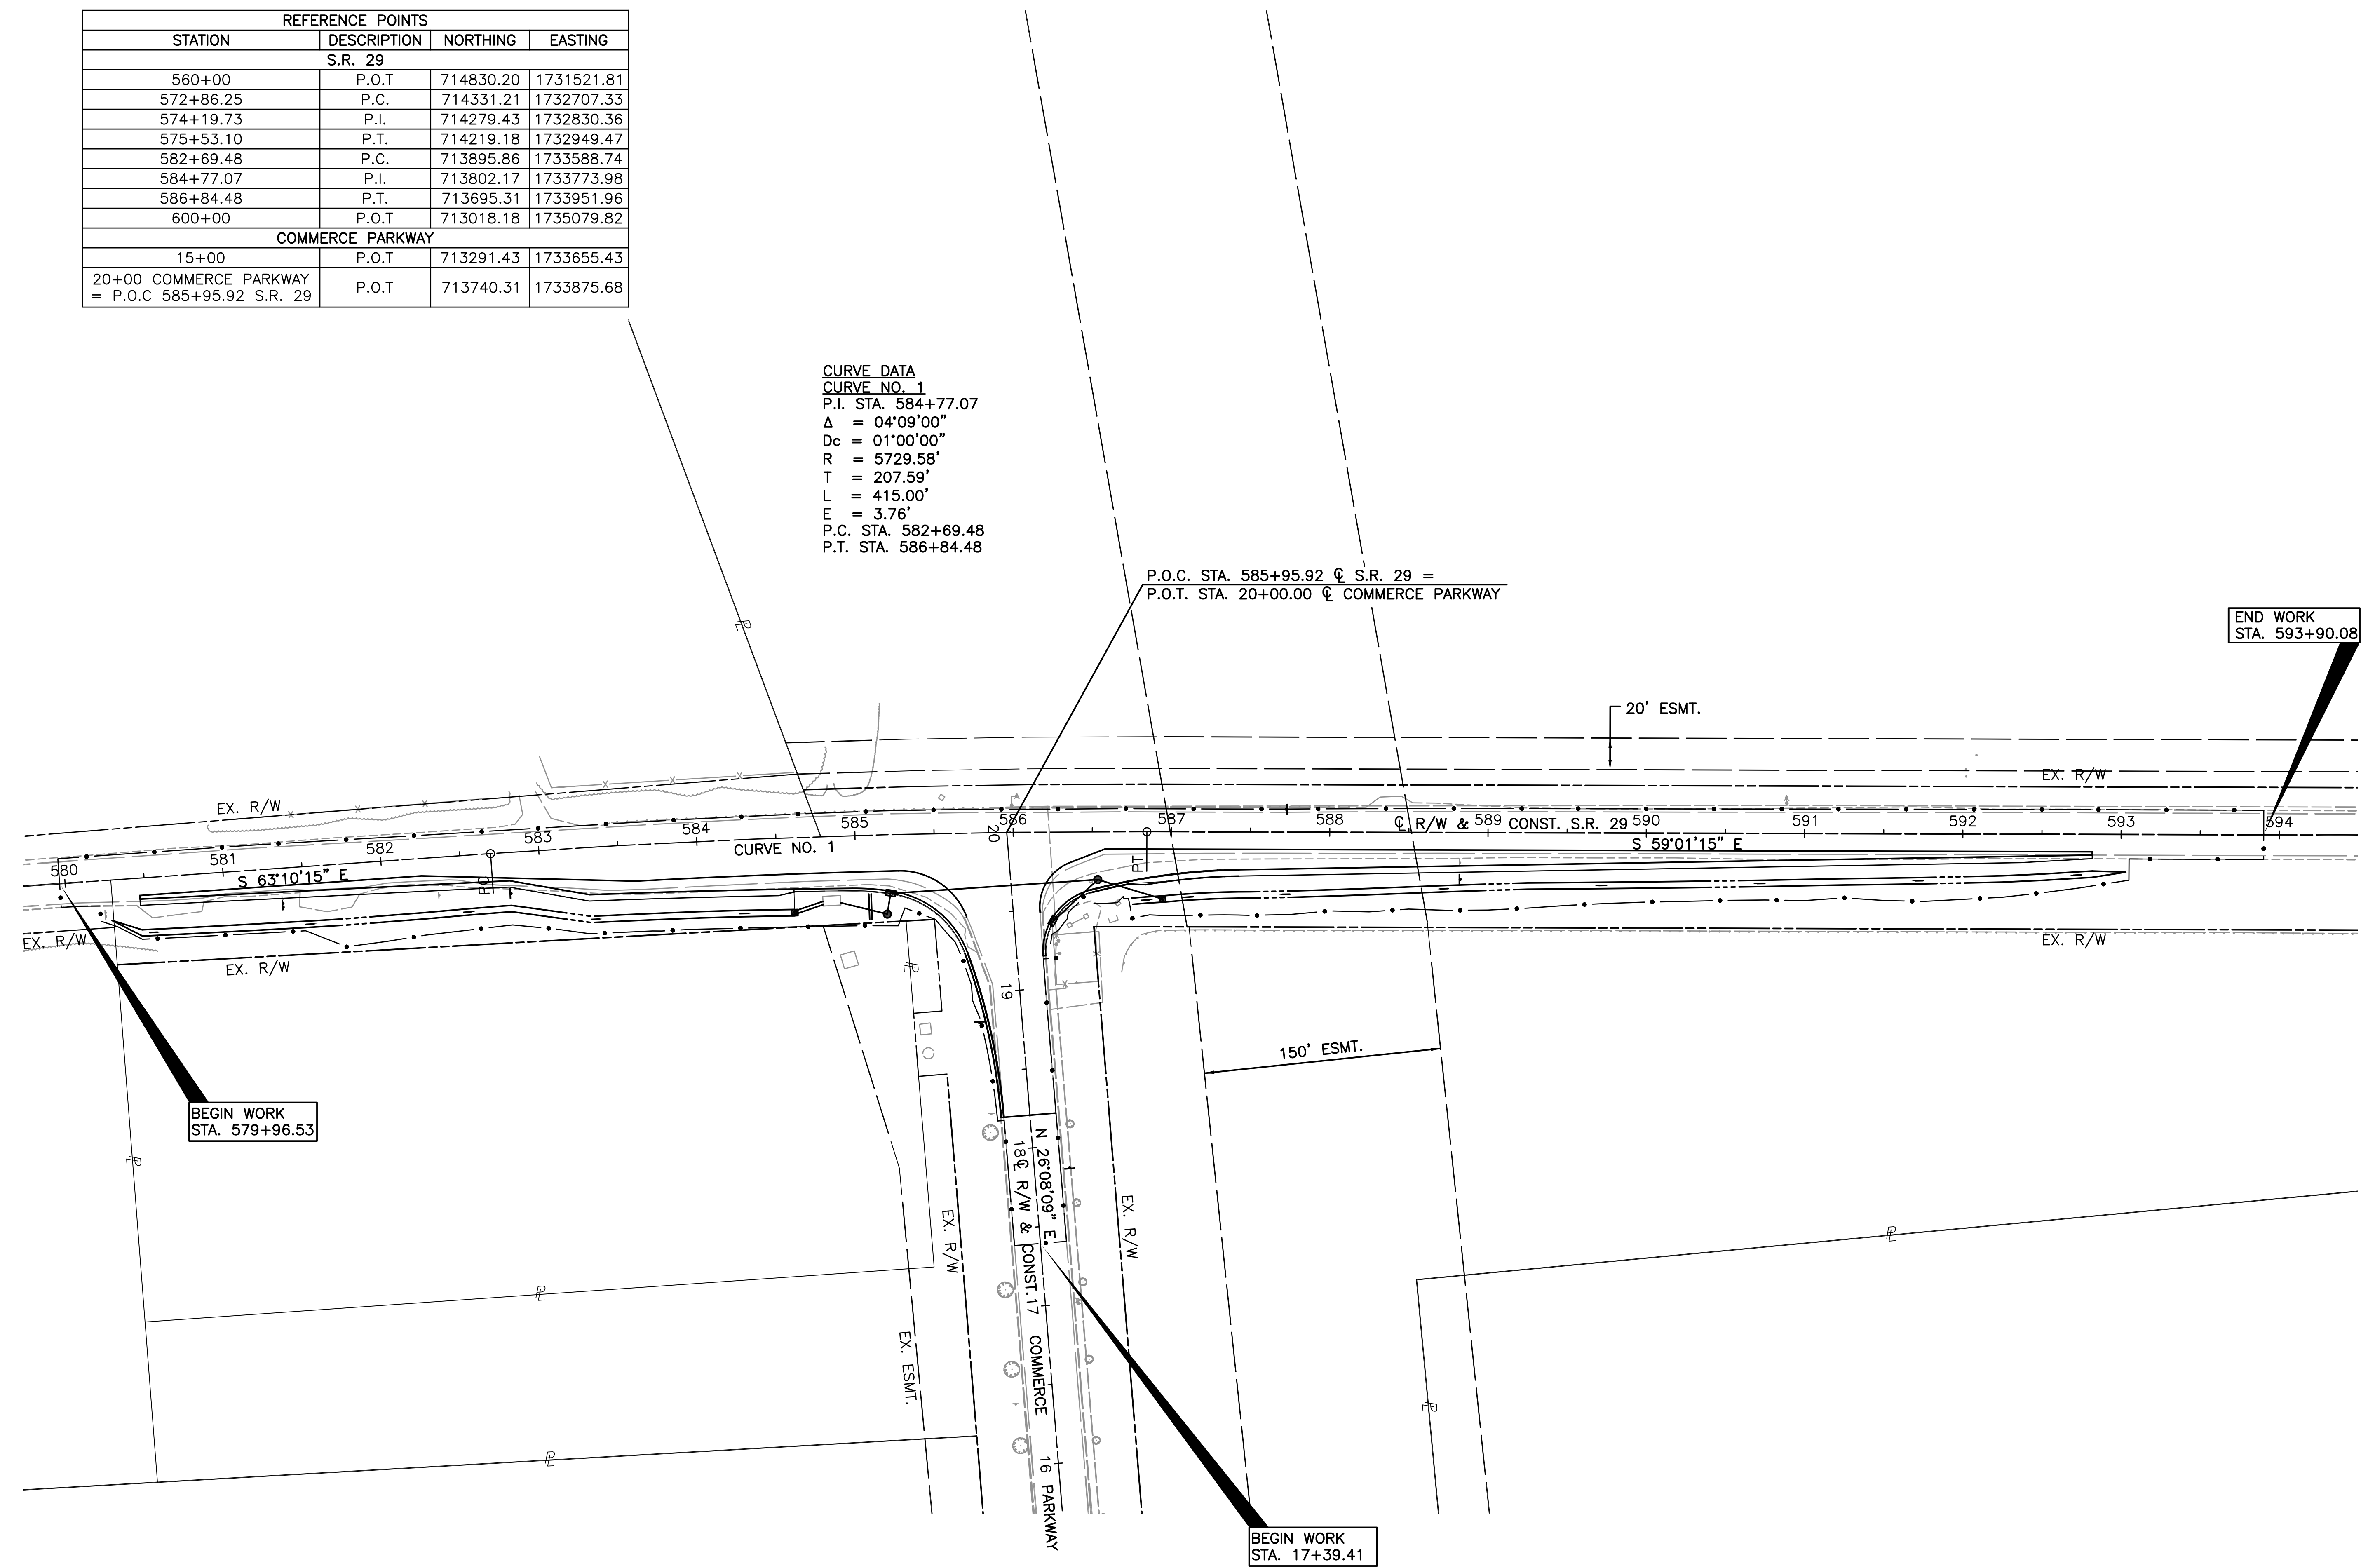 REFERENCE POINTS
STATION DESCRIPTION NORTHING EASTING
S.R. 29
560+00 P.O.T 714830.20 1731521.81
572+86.25 P.C. 714331.21 1732707.33
574+19.73 P.I. 714279.43 1732830.36
575+53.10 P.T. 714219.18 1732949.47
582+69.48 P.C. 713895.86 1733588.74
584+77.07 P.I. 713802.17 1733773.98
586+84.48 P.T. 713695.31 1733951.96
600+00 P.O.T 713018.18 1735079.82
COMMERCE PARKWAY
15+00 P.O.T 713291.43 1733655.43
20+00 COMMERCE PARKWAY
= P.O.C 585+95.92 S.R. 29 P.O.T 713740.31 1733875.68
CURVE DATA
CURVE NO. 1
P.I. STA. 584+77.07
Δ = 04°09'00"
Dc = 01°00'00"
R = 5729.58'
T = 207.59'
L = 415.00'
E = 3.76'
P.C. STA. 582+69.48
P.T. STA. 586+84.48
P.O.C. STA. 585+95.92 ℄ S.R. 29 =
P.O.T. STA. 20+00.00 ℄ COMMERCE PARKWAY
END WORK
STA. 593+90.08
20' ESMT.
EX. R/W
EX. R/W
580 581 582 583 584 585 586 587 588 589 590 591 592 593 594
℄ R/W & CONST. S.R. 29
S 63°10'15" E
CURVE NO. 1
S 59°01'15" E
PC
PT
20
EX. R/W
EX. R/W
EX. R/W
19
150' ESMT.
BEGIN WORK
STA. 579+96.53
N 26°08'09" E
18 ℄ R/W & CONST. 17 COMMERCE 16 PARKWAY
EX. R/W
EX. R/W
EX. ESMT.
℄
℄
℄
℄
℄
℄
℄
BEGIN WORK
STA. 17+39.41